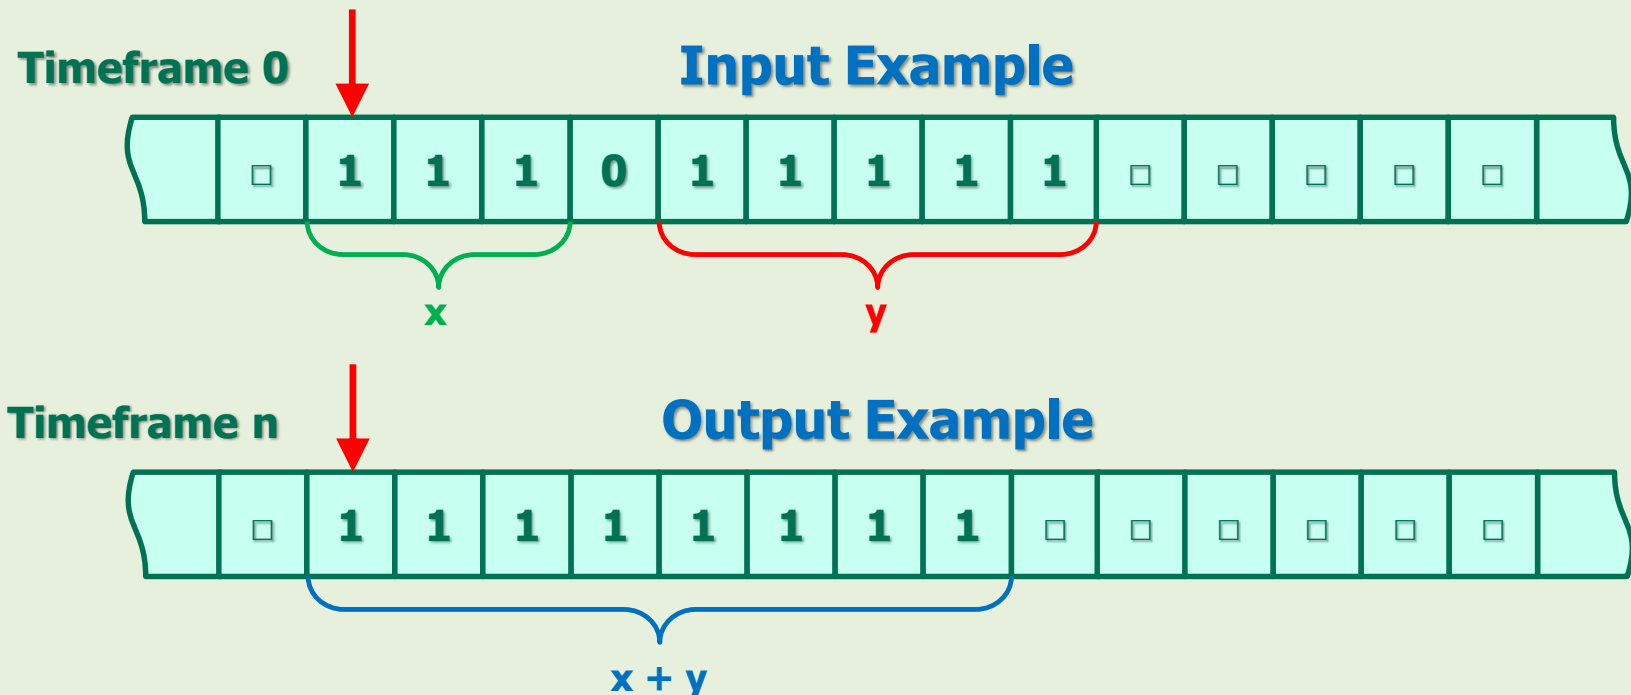 Timeframe 0
Input Example
□ 1 1 1 0 1 1 1 1 1 □ □ □ □ □
x y
Timeframe n
Output Example
□ 1 1 1 1 1 1 1 1 □ □ □ □ □ □
x + y